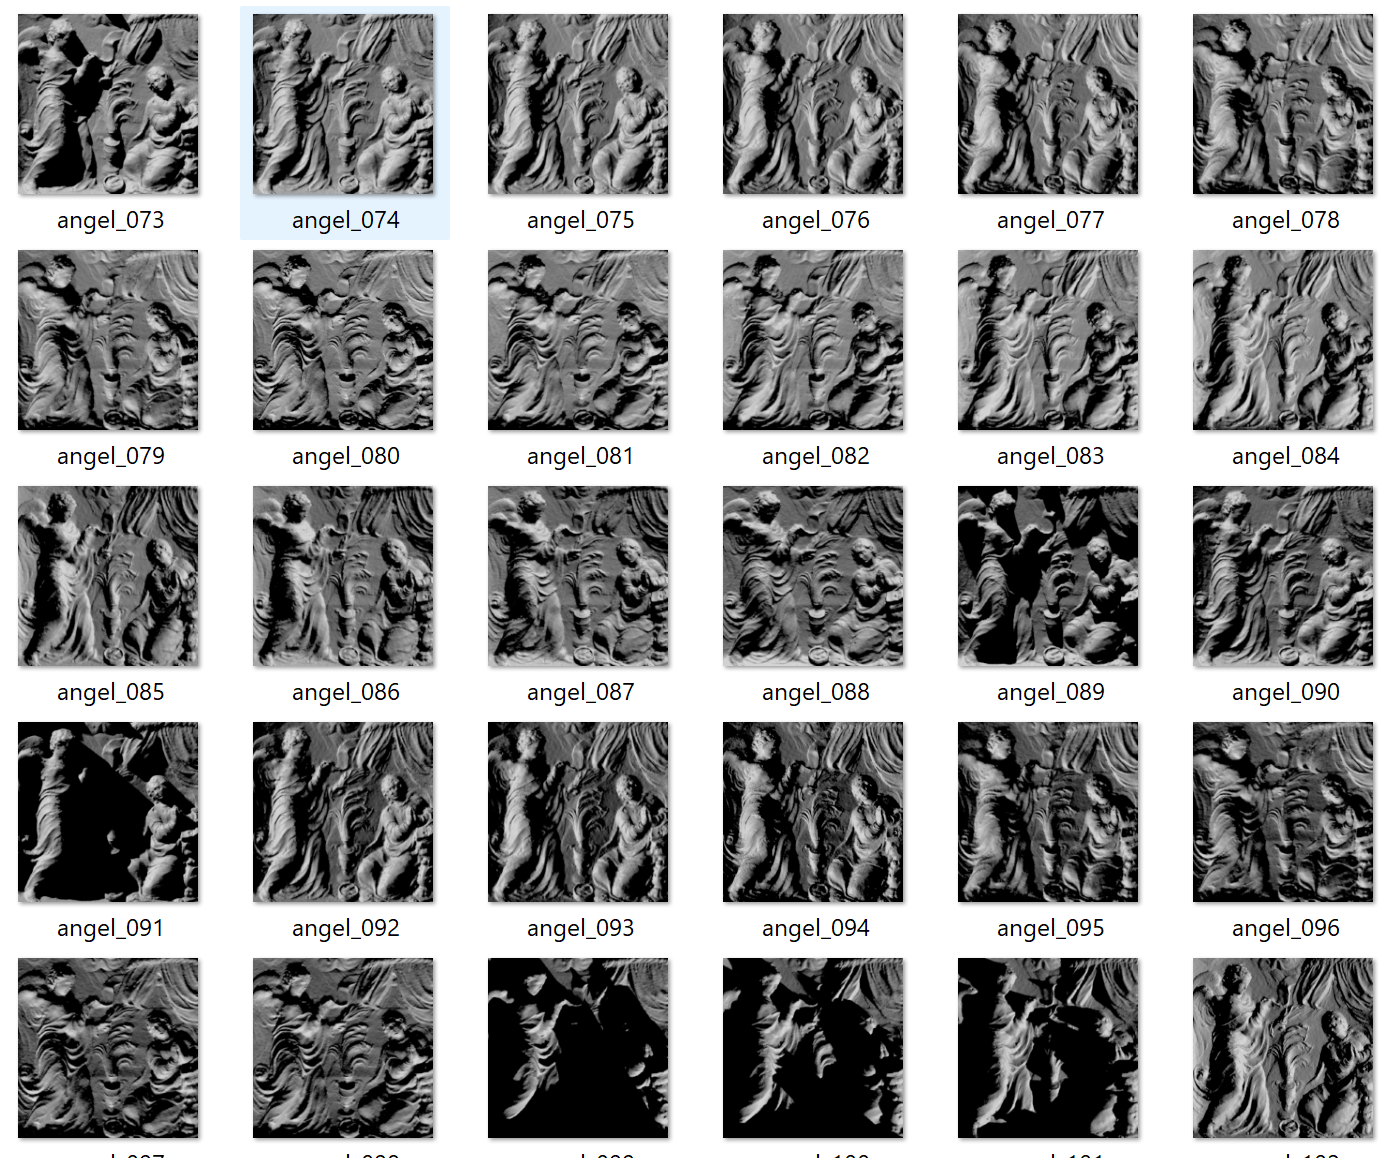 angel_073 angel_074 angel_075 angel_076 angel_077 angel_078
angel_079 angel_080 angel_081 angel_082 angel_083 angel_084
angel_085 angel_086 angel_087 angel_088 angel_089 angel_090
angel_091 angel_092 angel_093 angel_094 angel_095 angel_096